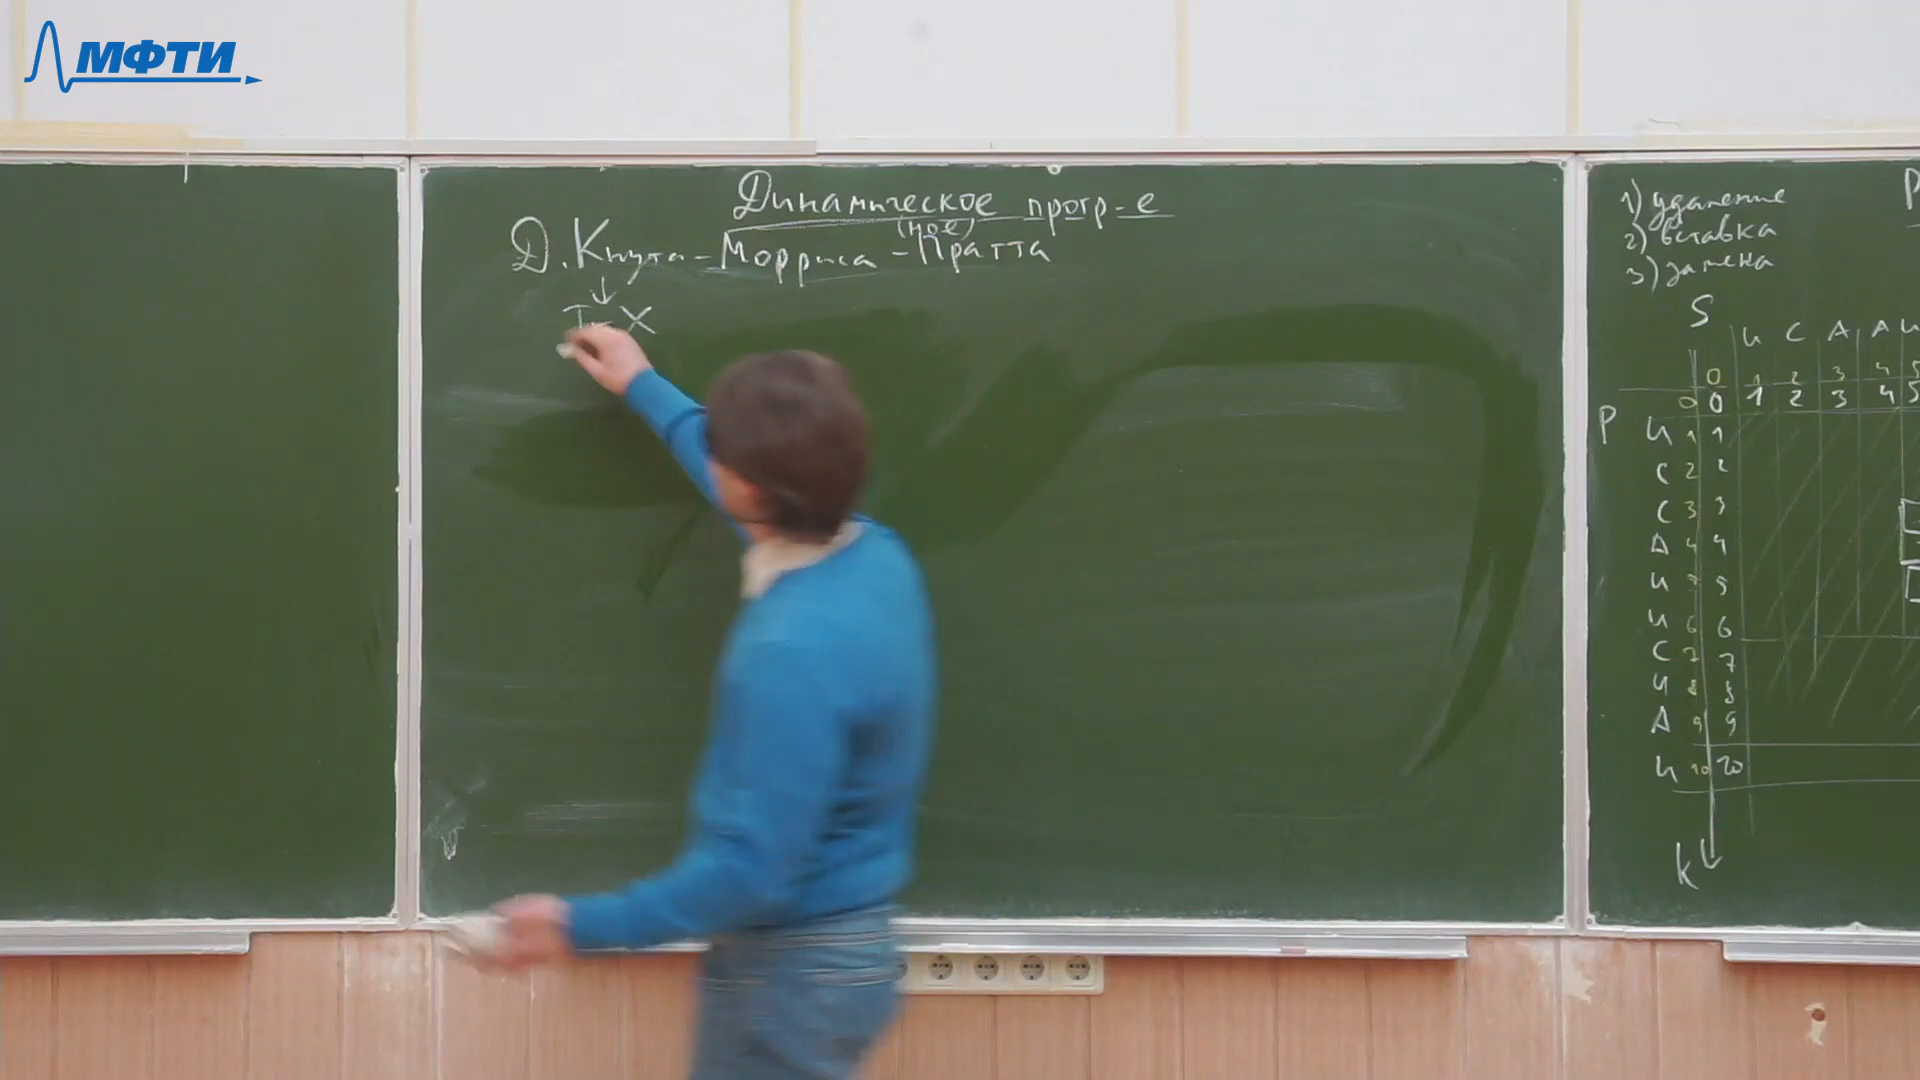 МФТИ
Динамическое прогр-е
(ное)
Д. Кнута-Морриса-Пратта
↓
TEX
1) удаление
2) вставка
3) замена
S
И С А А И
0 1 2 3 4 5
0 0 1 2 3 4 5
P И 1 1
С 2 2
С 3 3
А 4 4
И 5
И 6 6
С 7 7
И 8 8
А 9 9
И 10 10
k
P